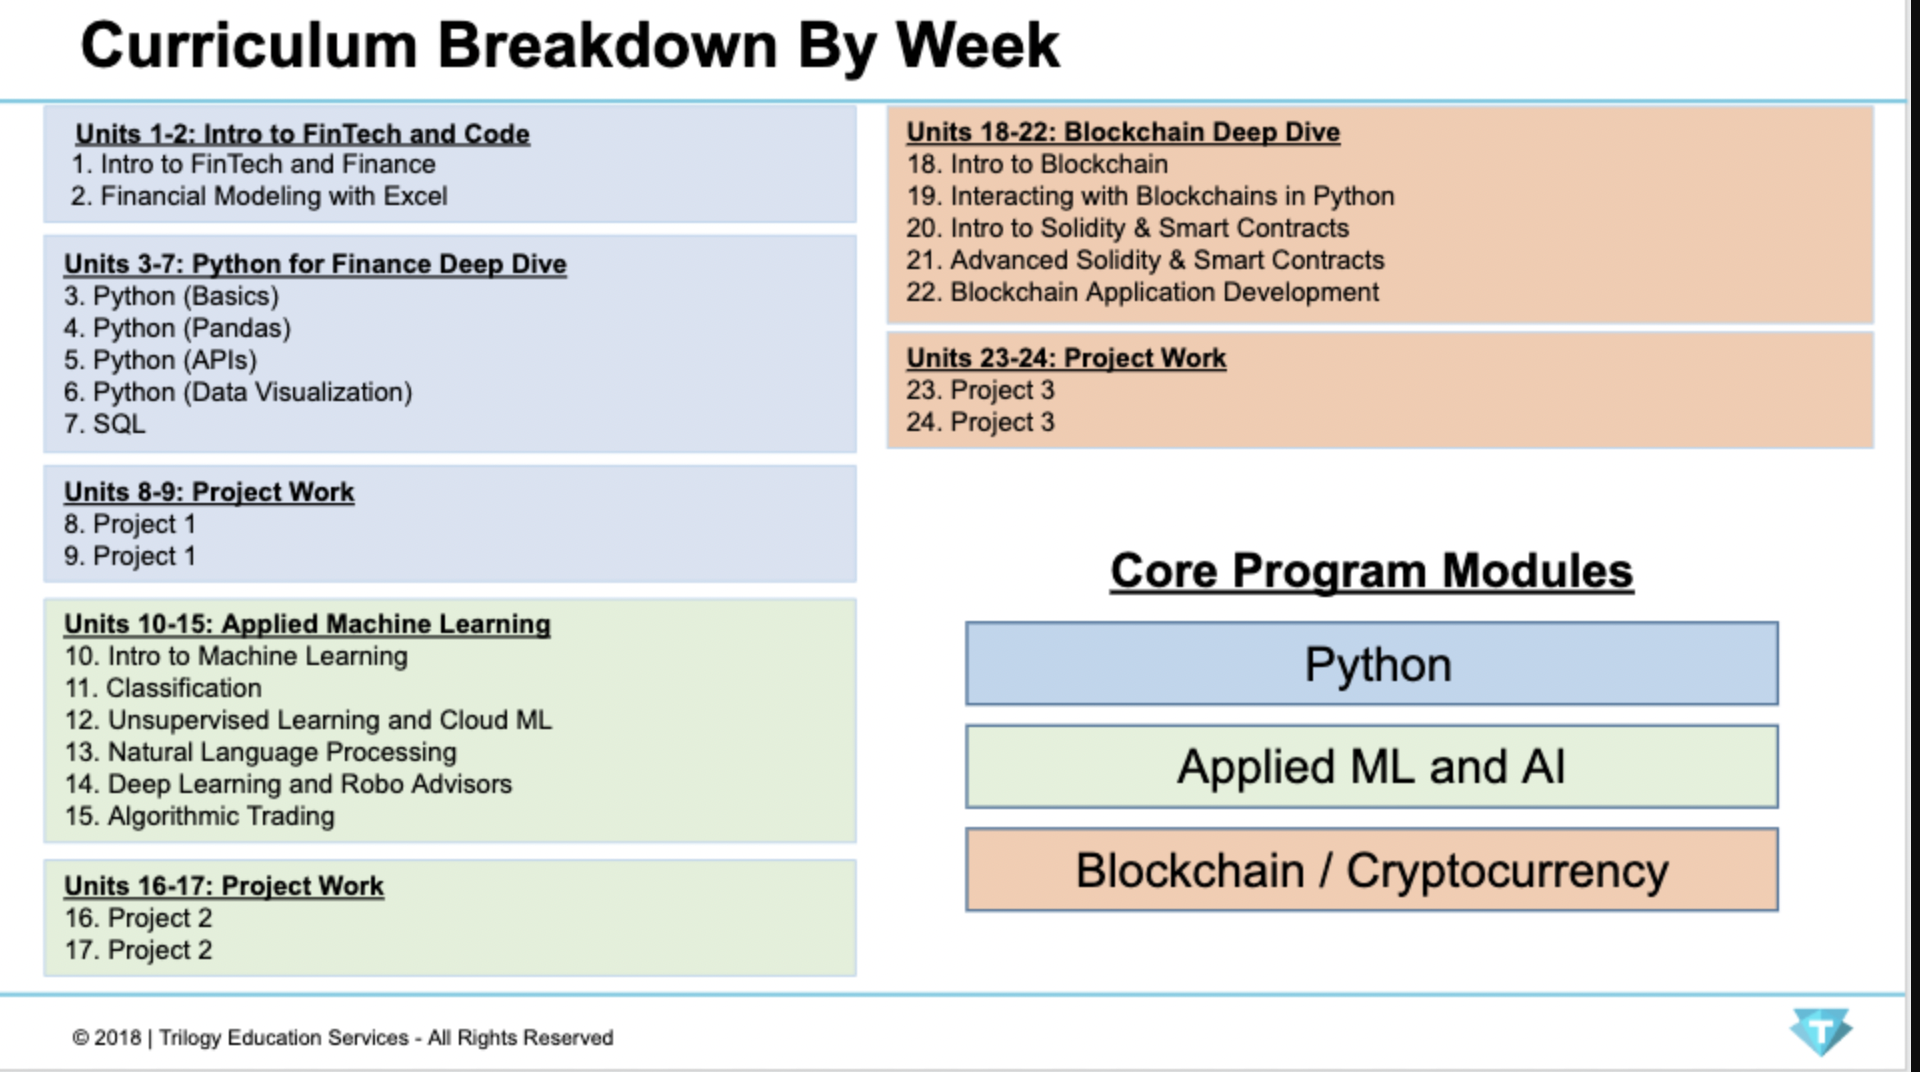 Curriculum Breakdown By Week
Units 1-2: Intro to FinTech and Code
1. Intro to FinTech and Finance
2. Financial Modeling with Excel
Units 3-7: Python for Finance Deep Dive
3. Python (Basics)
4. Python (Pandas)
5. Python (APIs)
6. Python (Data Visualization)
7. SQL
Units 8-9: Project Work
8. Project 1
9. Project 1
Units 10-15: Applied Machine Learning
10. Intro to Machine Learning
11. Classification
12. Unsupervised Learning and Cloud ML
13. Natural Language Processing
14. Deep Learning and Robo Advisors
15. Algorithmic Trading
Units 16-17: Project Work
16. Project 2
17. Project 2
Units 18-22: Blockchain Deep Dive
18. Intro to Blockchain
19. Interacting with Blockchains in Python
20. Intro to Solidity & Smart Contracts
21. Advanced Solidity & Smart Contracts
22. Blockchain Application Development
Units 23-24: Project Work
23. Project 3
24. Project 3
Core Program Modules
Python
Applied ML and AI
Blockchain / Cryptocurrency
© 2018 | Trilogy Education Services - All Rights Reserved
T